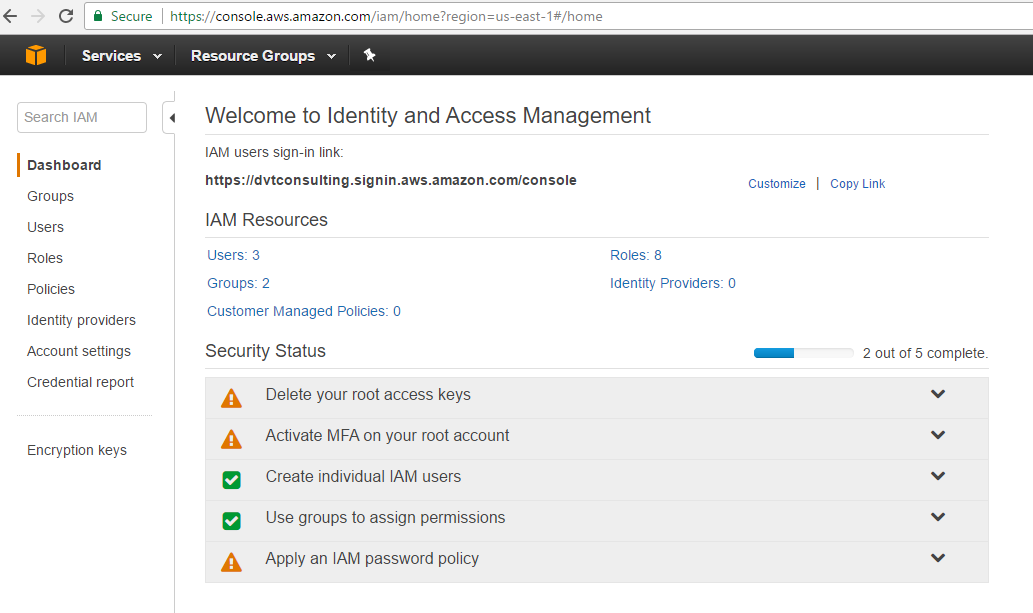 Secure https://console.aws.amazon.com/iam/home?region=us-east-1#/home
Services Resource Groups
Search IAM
Dashboard
Groups
Users
Roles
Policies
Identity providers
Account settings
Credential report
Encryption keys
Welcome to Identity and Access Management
IAM users sign-in link:
https://dvtconsulting.signin.aws.amazon.com/console Customize | Copy Link
IAM Resources
Users: 3 Roles: 8
Groups: 2 Identity Providers: 0
Customer Managed Policies: 0
Security Status 2 out of 5 complete.
Delete your root access keys
Activate MFA on your root account
Create individual IAM users
Use groups to assign permissions
Apply an IAM password policy